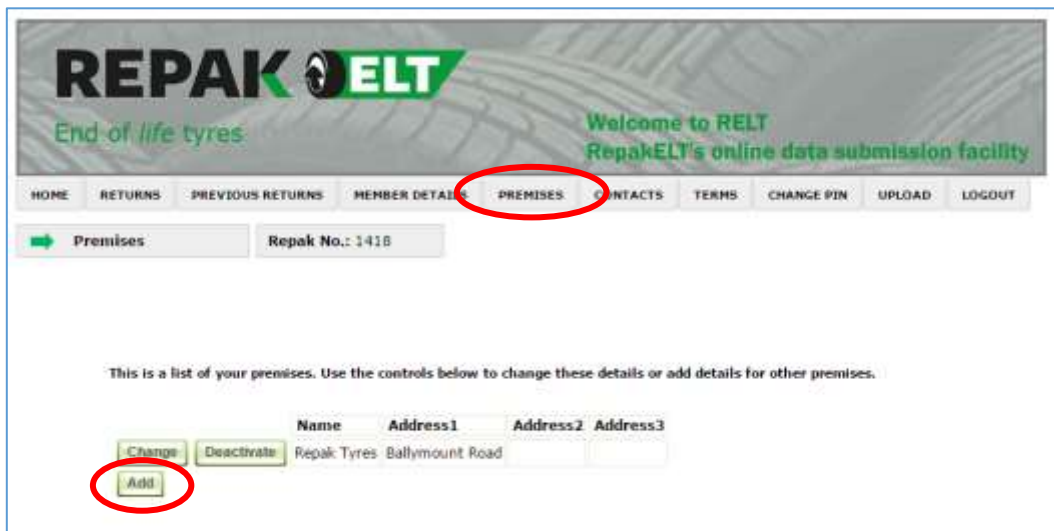 REPAK ELT
End of life tyres
Welcome to RELT
RepakELT's online data submission facility
HOME RETURNS PREVIOUS RETURNS MEMBER DETAILS PREMISES CONTACTS TERMS CHANGE PIN UPLOAD LOGOUT
Premises Repak No.: 1418
This is a list of your premises. Use the controls below to change these details or add details for other premises.
Name Address1 Address2 Address3
Change Deactivate Repak Tyres Ballymount Road
Add